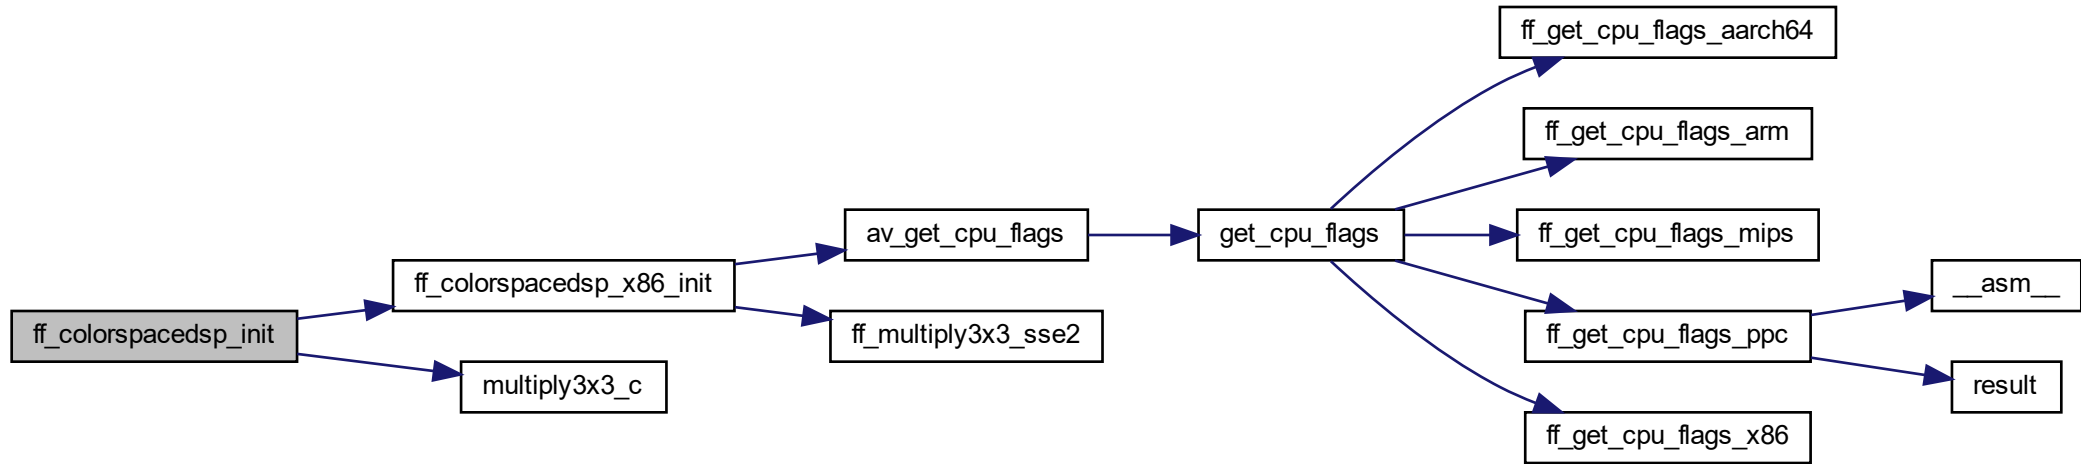 ff_get_cpu_flags_aarch64
ff_get_cpu_flags_arm
av_get_cpu_flags
get_cpu_flags
ff_get_cpu_flags_mips
ff_colorspacedsp_x86_init
__asm__
ff_colorspacedsp_init
ff_multiply3x3_sse2
ff_get_cpu_flags_ppc
multiply3x3_c
result
ff_get_cpu_flags_x86